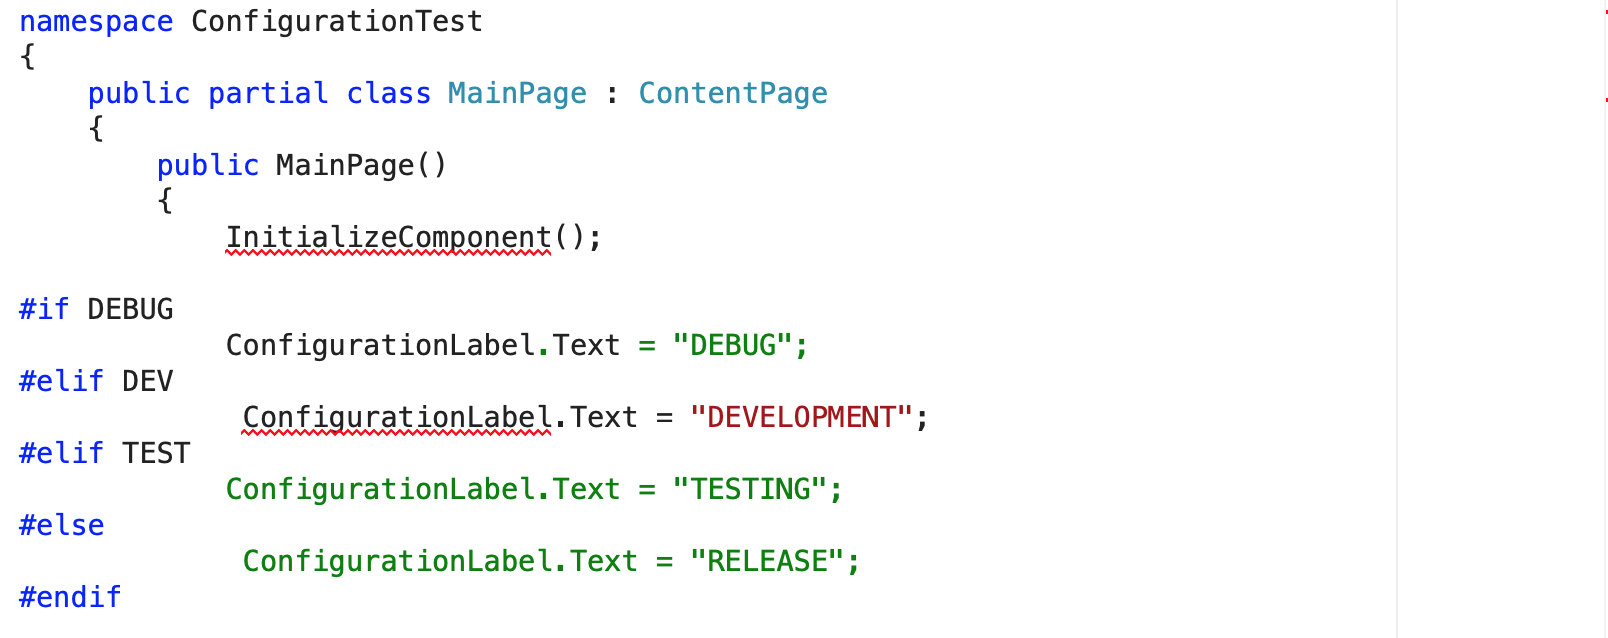 namespace ConfigurationTest
{
    public partial class MainPage : ContentPage
    {
        public MainPage()
        {
            InitializeComponent();

#if DEBUG
            ConfigurationLabel.Text = "DEBUG";
#elif DEV
             ConfigurationLabel.Text = "DEVELOPMENT";
#elif TEST
            ConfigurationLabel.Text = "TESTING";
#else
             ConfigurationLabel.Text = "RELEASE";
#endif